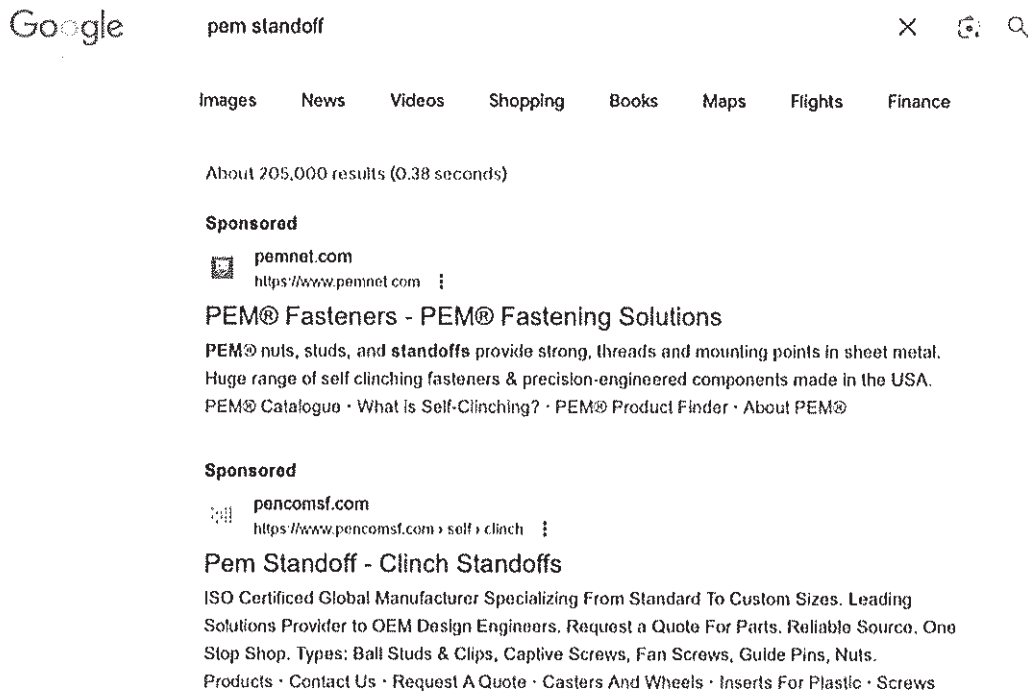 Google
pem standoff
Images News Videos Shopping Books Maps Flights Finance
About 205,000 results (0.38 seconds)
Sponsored
pemnet.com
https://www.pemnet.com
PEM® Fasteners - PEM® Fastening Solutions
PEM® nuts, studs, and standoffs provide strong, threads and mounting points in sheet metal.
Huge range of self clinching fasteners & precision-engineered components made in the USA.
PEM® Catalogue · What is Self-Clinching? · PEM® Product Finder · About PEM®
Sponsored
pencomsf.com
https://www.pencomsf.com › self › clinch
Pem Standoff - Clinch Standoffs
ISO Certificed Global Manufacturer Specializing From Standard To Custom Sizes. Leading
Solutions Provider to OEM Design Engineers. Request a Quote For Parts. Reliable Source. One
Stop Shop. Types: Ball Studs & Clips, Captive Screws, Fan Screws, Guide Pins, Nuts.
Products · Contact Us · Request A Quote · Casters And Wheels · Inserts For Plastic · Screws